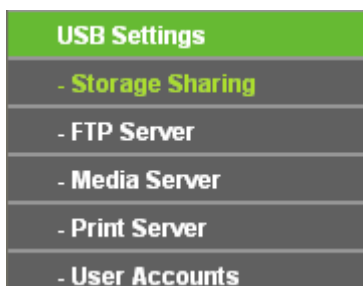 USB Settings
- Storage Sharing
- FTP Server
- Media Server
- Print Server
- User Accounts